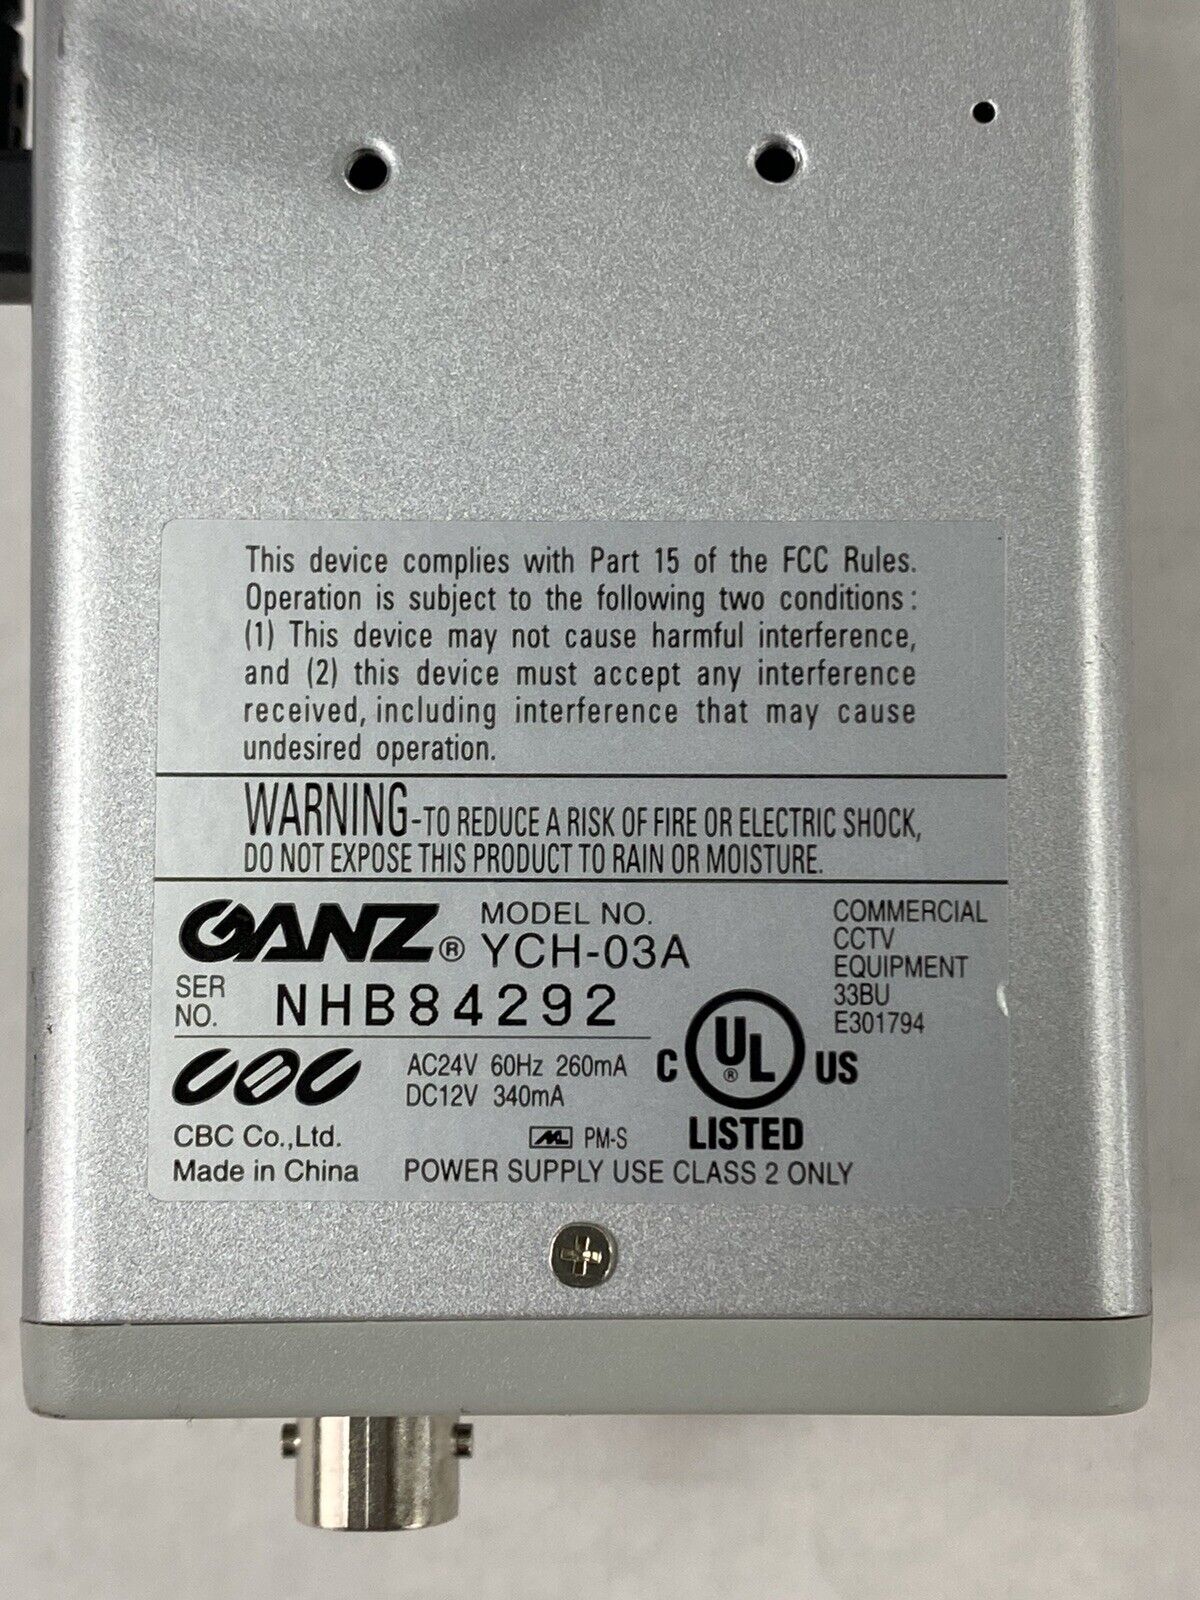 This device complies with Part 15 of the FCC Rules.
Operation is subject to the following two conditions:
(1) This device may not cause harmful interference,
and (2) this device must accept any interference
received, including interference that may cause
undesired operation.
WARNING-TO REDUCE A RISK OF FIRE OR ELECTRIC SHOCK,
DO NOT EXPOSE THIS PRODUCT TO RAIN OR MOISTURE.
GANZ®
MODEL NO.
YCH-03A
SER
NO.
NHB84292
COMMERCIAL
CCTV
EQUIPMENT
33BU
E301794
CBC
AC24V 60Hz 260mA
DC12V 340mA
C UL® US
LISTED
CBC Co.,Ltd.
Made in China
ML PM-S
POWER SUPPLY USE CLASS 2 ONLY